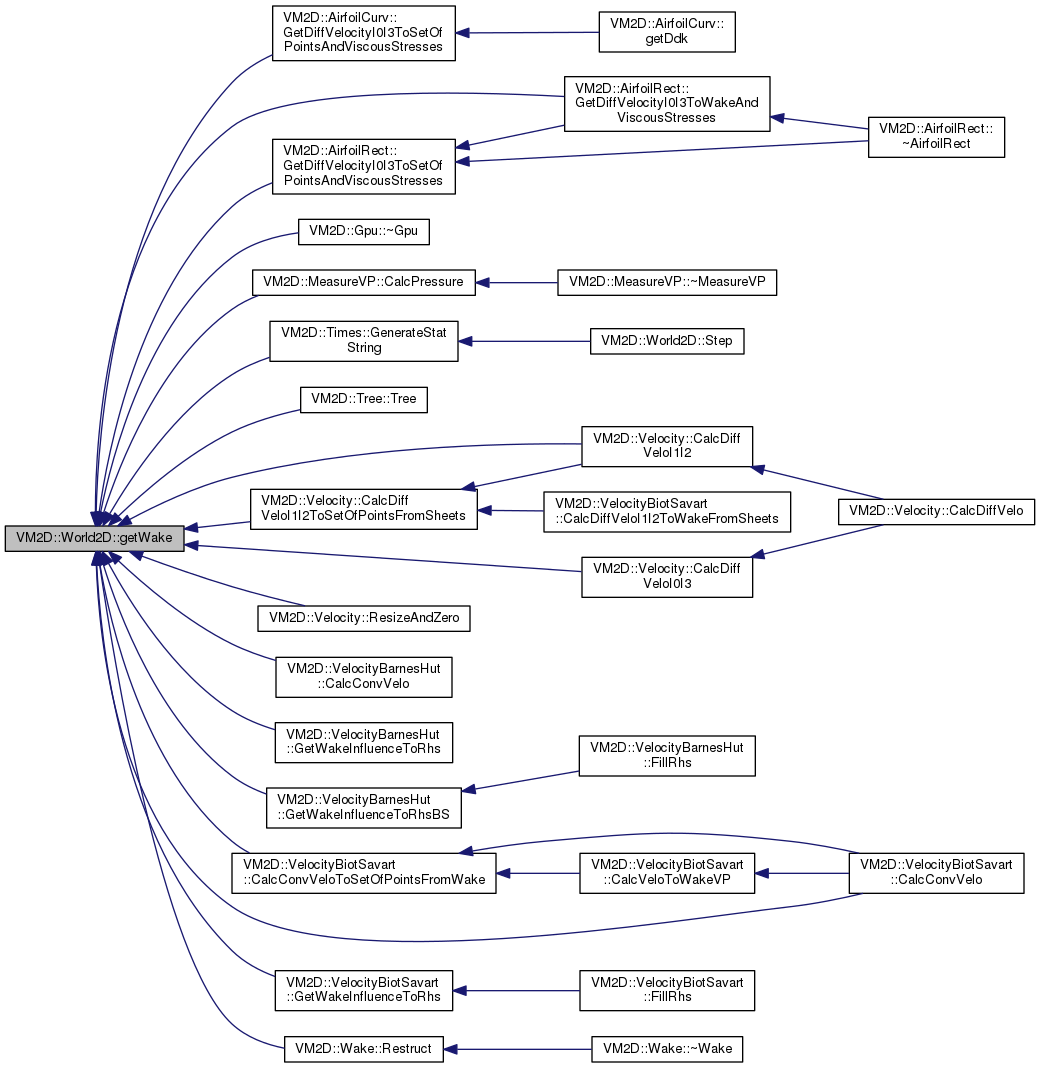 VM2D::AirfoilCurv::
GetDiffVelocityI0I3ToSetOf
PointsAndViscousStresses
VM2D::AirfoilCurv::
getDdk
VM2D::AirfoilRect::
GetDiffVelocityI0I3ToWakeAnd
ViscousStresses
VM2D::AirfoilRect::
~AirfoilRect
VM2D::AirfoilRect::
GetDiffVelocityI0I3ToSetOf
PointsAndViscousStresses
VM2D::Gpu::~Gpu
VM2D::MeasureVP::CalcPressure
VM2D::MeasureVP::~MeasureVP
VM2D::Times::GenerateStat
String
VM2D::World2D::Step
VM2D::Tree::Tree
VM2D::Velocity::CalcDiff
VeloI1I2
VM2D::Velocity::CalcDiff
VeloI1I2ToSetOfPointsFromSheets
VM2D::VelocityBiotSavart
::CalcDiffVeloI1I2ToWakeFromSheets
VM2D::Velocity::CalcDiffVelo
VM2D::World2D::getWake
VM2D::Velocity::CalcDiff
VeloI0I3
VM2D::Velocity::ResizeAndZero
VM2D::VelocityBarnesHut
::CalcConvVelo
VM2D::VelocityBarnesHut
::GetWakeInfluenceToRhs
VM2D::VelocityBarnesHut
::FillRhs
VM2D::VelocityBarnesHut
::GetWakeInfluenceToRhsBS
VM2D::VelocityBiotSavart
::CalcConvVeloToSetOfPointsFromWake
VM2D::VelocityBiotSavart
::CalcVeloToWakeVP
VM2D::VelocityBiotSavart
::CalcConvVelo
VM2D::VelocityBiotSavart
::GetWakeInfluenceToRhs
VM2D::VelocityBiotSavart
::FillRhs
VM2D::Wake::Restruct
VM2D::Wake::~Wake